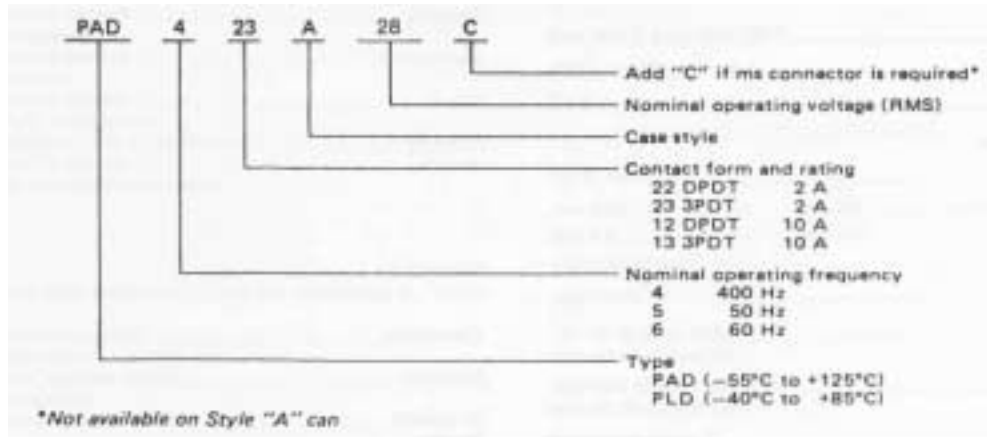 PAD 4 23 A 28 C
Add "C" if ms connector is required*
Nominal operating voltage (RMS)
Case style
Contact form and rating
22 DPDT 2 A
23 3PDT 2 A
12 DPDT 10 A
13 3PDT 10 A
Nominal operating frequency
4 400 Hz
5 50 Hz
6 60 Hz
Type
PAD (−55°C to +125°C)
PLD (−40°C to +85°C)
*Not available on Style "A" can